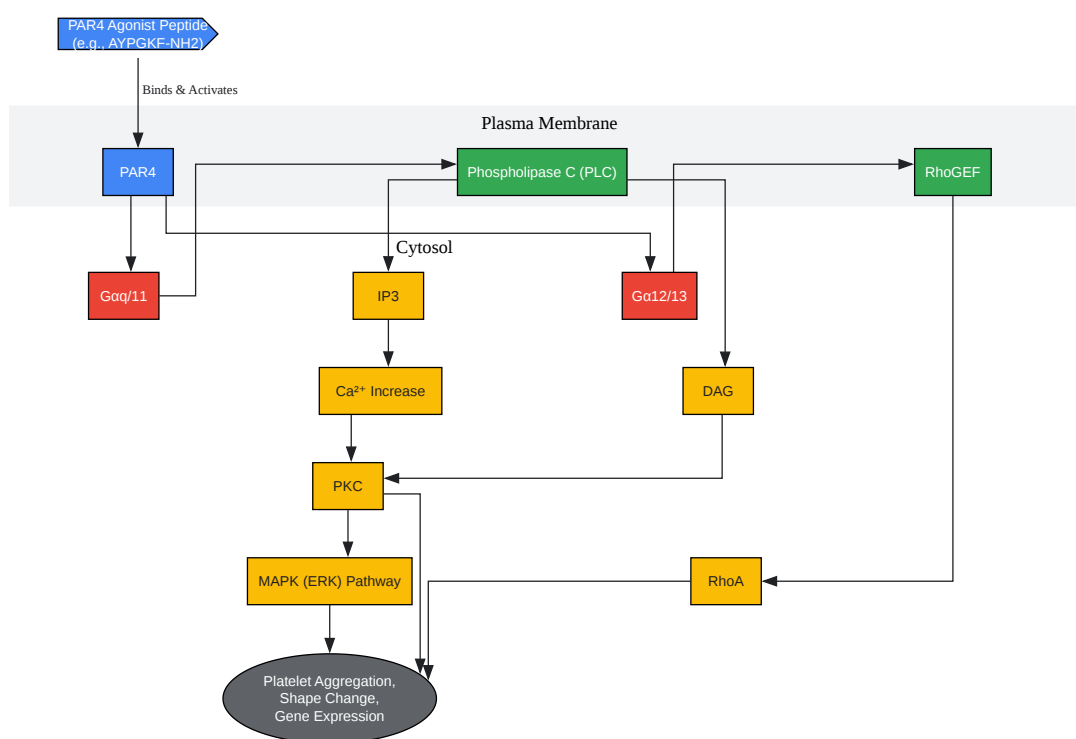 PAR4 Agonist Peptide
(e.g., AYPGKF-NH2)
Binds & Activates
Plasma Membrane
PAR4
Phospholipase C (PLC)
RhoGEF
Cytosol
Gαq/11
IP3
Gα12/13
Ca²⁺ Increase
DAG
PKC
MAPK (ERK) Pathway
RhoA
Platelet Aggregation,
Shape Change,
Gene Expression